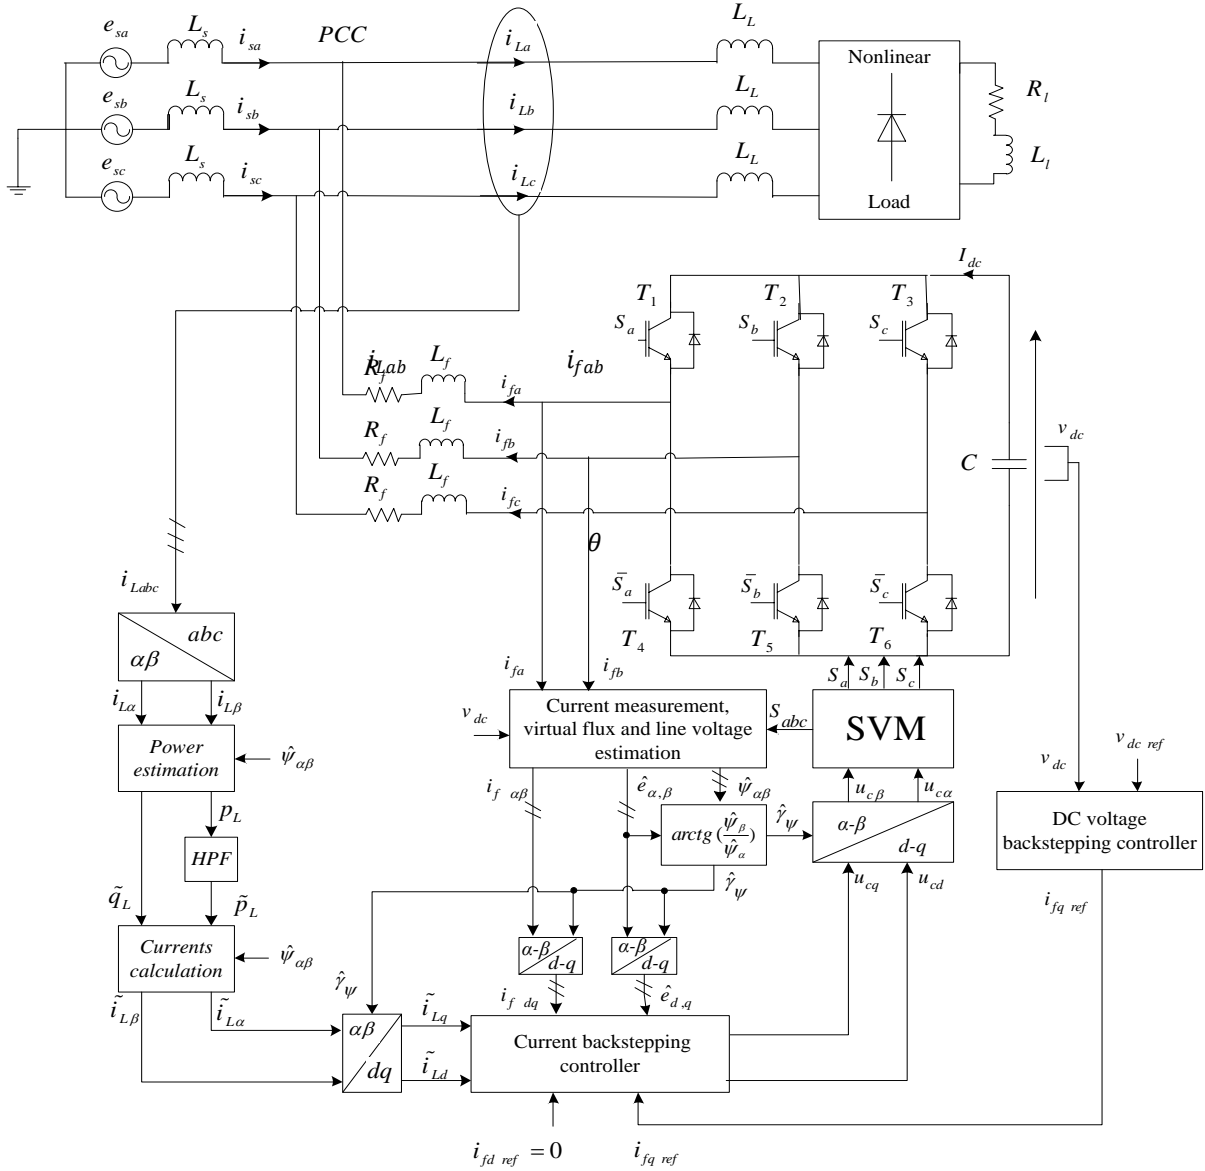 e_sa
L_s
i_sa
PCC
i_La
L_L
Nonlinear
R_l
e_sb
L_s
i_sb
i_Lb
L_L
e_sc
L_s
i_sc
i_Lc
L_L
L_l
Load
I_dc
T_1
T_2
T_3
S_a
S_b
S_c
i_Lab
R_f
L_f
i_fab
i_fa
R_f
L_f
i_fb
v_dc
C
R_f
L_f
i_fc
θ
i_Labc
S̄_a
S̄_b
S̄_c
T_4
T_5
T_6
abc
αβ
i_fa
i_fb
S_a
S_b
S_c
i_Lα
i_Lβ
v_dc
Current measurement,
virtual flux and line voltage
estimation
S_abc
SVM
v_dc
v_dc ref
Power
estimation
ψ̂_αβ
i_f αβ
ê_α,β
ψ̂_αβ
u_cβ
u_cα
p_L
HPF
arctg(ψ̂_β/ψ̂_α)
γ̂_ψ
α-β
d-q
DC voltage
backstepping controller
q̃_L
p̃_L
γ̂_ψ
u_cq
u_cd
i_fq ref
Currents
calculation
ψ̂_αβ
α-β
d-q
α-β
d-q
ĩ_Lβ
ĩ_Lα
γ̂_ψ
i_f dq
ê_d,q
αβ
dq
ĩ_Lq
ĩ_Ld
Current backstepping
controller
i_fd ref = 0
i_fq ref